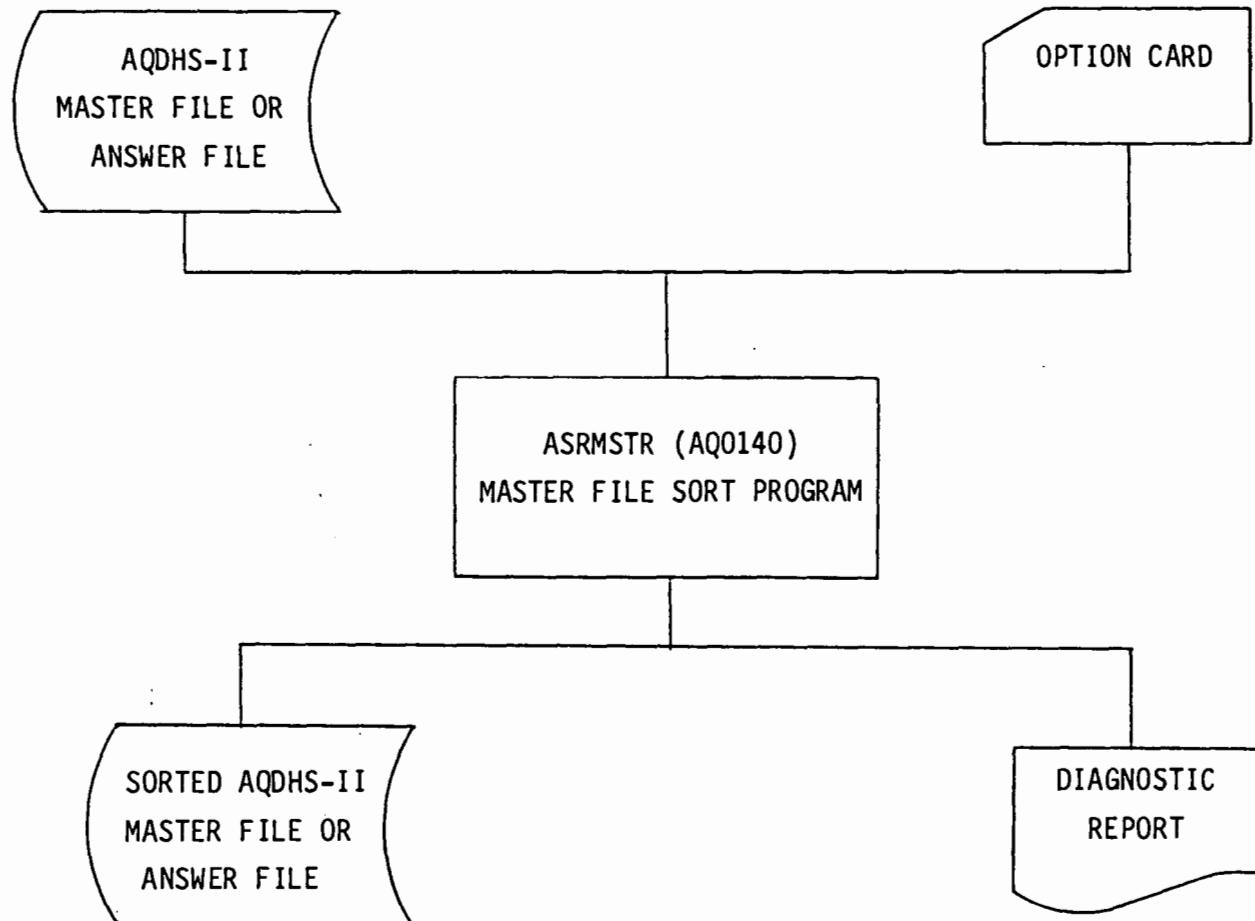 AQDHS-II
MASTER FILE OR
ANSWER FILE
OPTION CARD
ASRMSTR (AQ0140)
MASTER FILE SORT PROGRAM
SORTED AQDHS-II
MASTER FILE OR
ANSWER FILE
DIAGNOSTIC
REPORT